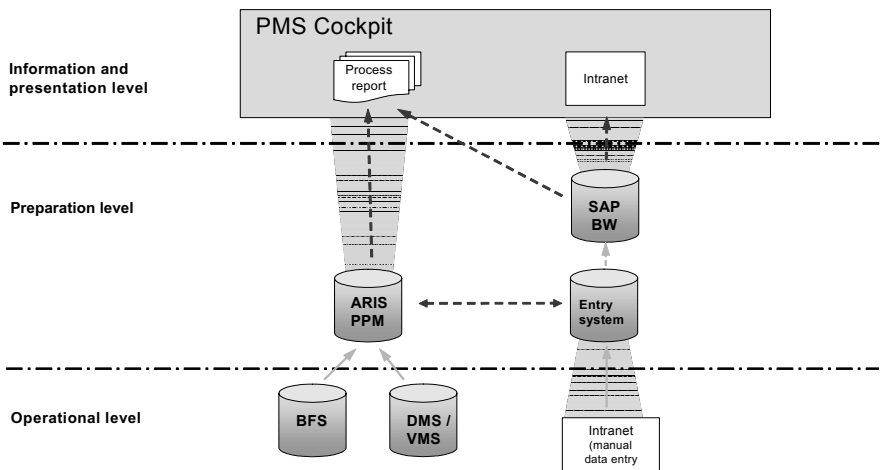 PMS Cockpit
Information and
presentation level
Process
report
Intranet
Preparation level
SAP
BW
ARIS
PPM
Entry
system
Operational level
BFS
DMS /
VMS
Intranet
(manual
data entry